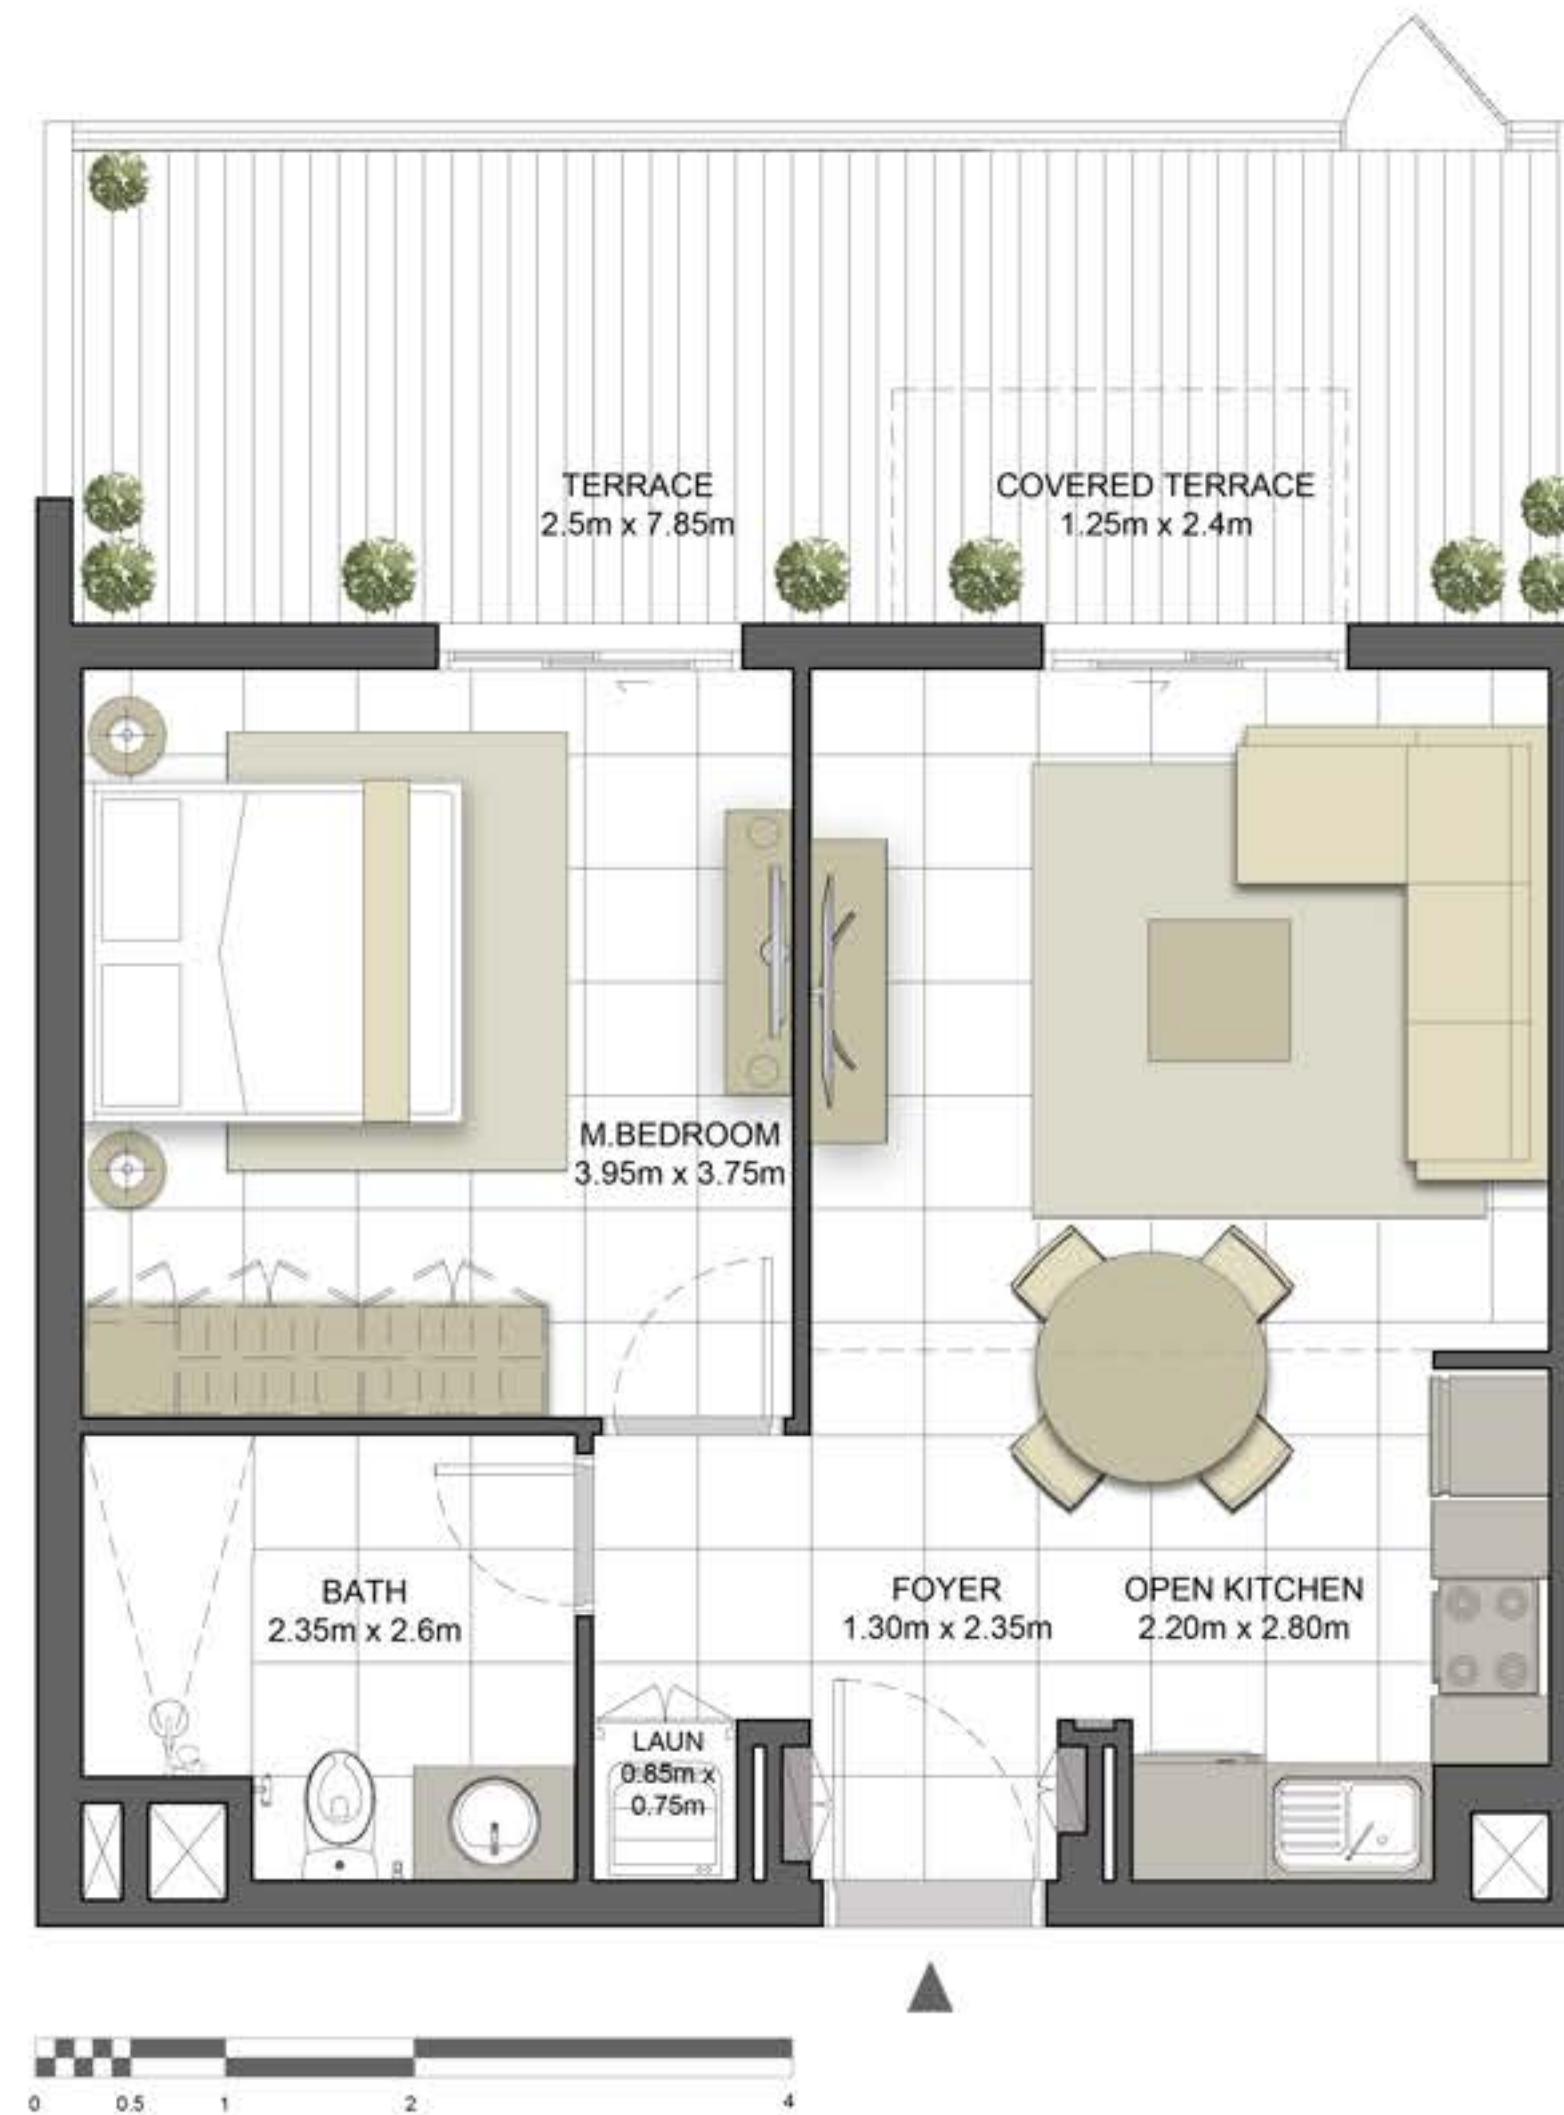 TERRACE
2.5m x 7.85m
COVERED TERRACE
1.25m x 2.4m
M.BEDROOM
3.95m x 3.75m
BATH
2.35m x 2.6m
FOYER
1.30m x 2.35m
OPEN KITCHEN
2.20m x 2.80m
LAUN
0.85m x
0.75m
0 0.5 1 2 4